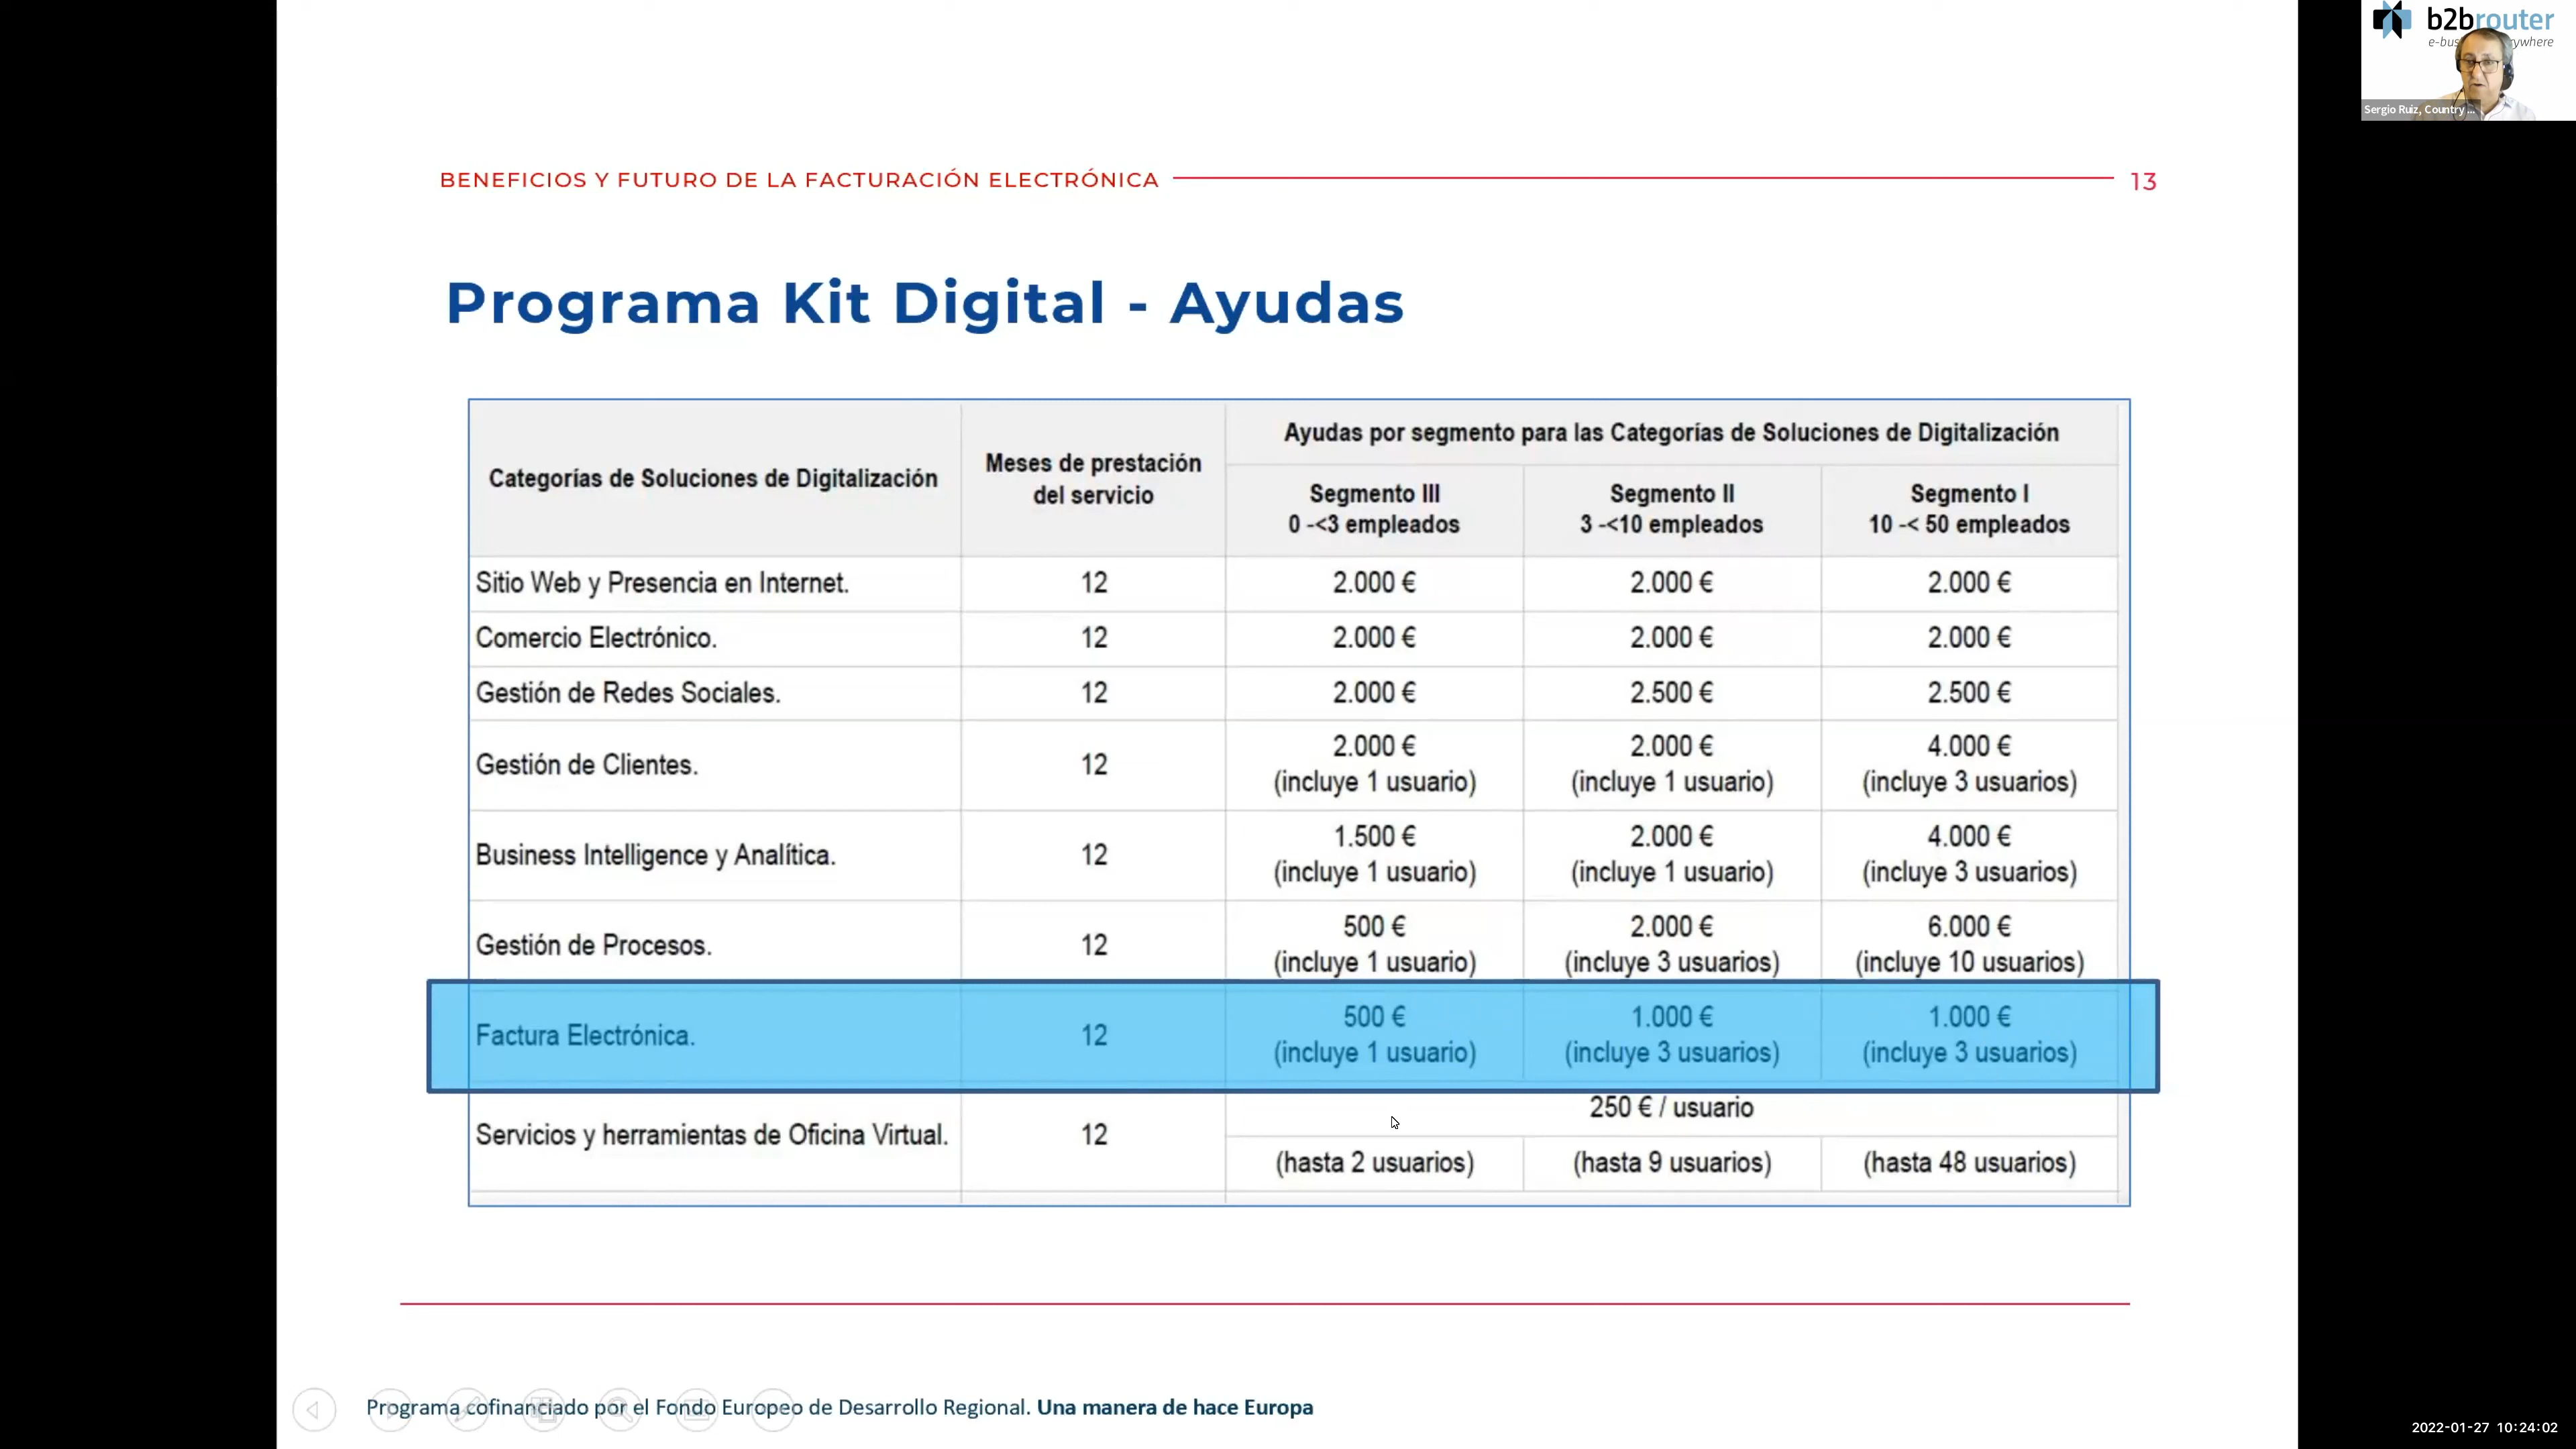 b2brouter
Sergio Ruiz, Country ...
BENEFICIOS Y FUTURO DE LA FACTURACIÓN ELECTRÓNICA
13
Programa Kit Digital - Ayudas
Categorías de Soluciones de Digitalización
Meses de prestación
del servicio
Ayudas por segmento para las Categorías de Soluciones de Digitalización
Segmento III
0 -<3 empleados
Segmento II
3 -<10 empleados
Segmento I
10 -< 50 empleados
Sitio Web y Presencia en Internet. 12 2.000 € 2.000 € 2.000 €
Comercio Electrónico. 12 2.000 € 2.000 € 2.000 €
Gestión de Redes Sociales. 12 2.000 € 2.500 € 2.500 €
Gestión de Clientes. 12
2.000 € 2.000 € 4.000 €
(incluye 1 usuario) (incluye 1 usuario) (incluye 3 usuarios)
Business Intelligence y Analítica. 12
1.500 € 2.000 € 4.000 €
(incluye 1 usuario) (incluye 1 usuario) (incluye 3 usuarios)
Gestión de Procesos. 12
500 € 2.000 € 6.000 €
(incluye 1 usuario) (incluye 3 usuarios) (incluye 10 usuarios)
Factura Electrónica. 12
500 € 1.000 € 1.000 €
(incluye 1 usuario) (incluye 3 usuarios) (incluye 3 usuarios)
Servicios y herramientas de Oficina Virtual. 12
250 € / usuario
(hasta 2 usuarios) (hasta 9 usuarios) (hasta 48 usuarios)
Programa cofinanciado por el Fondo Europeo de Desarrollo Regional. Una manera de hace Europa
2022-01-27 10:24:02